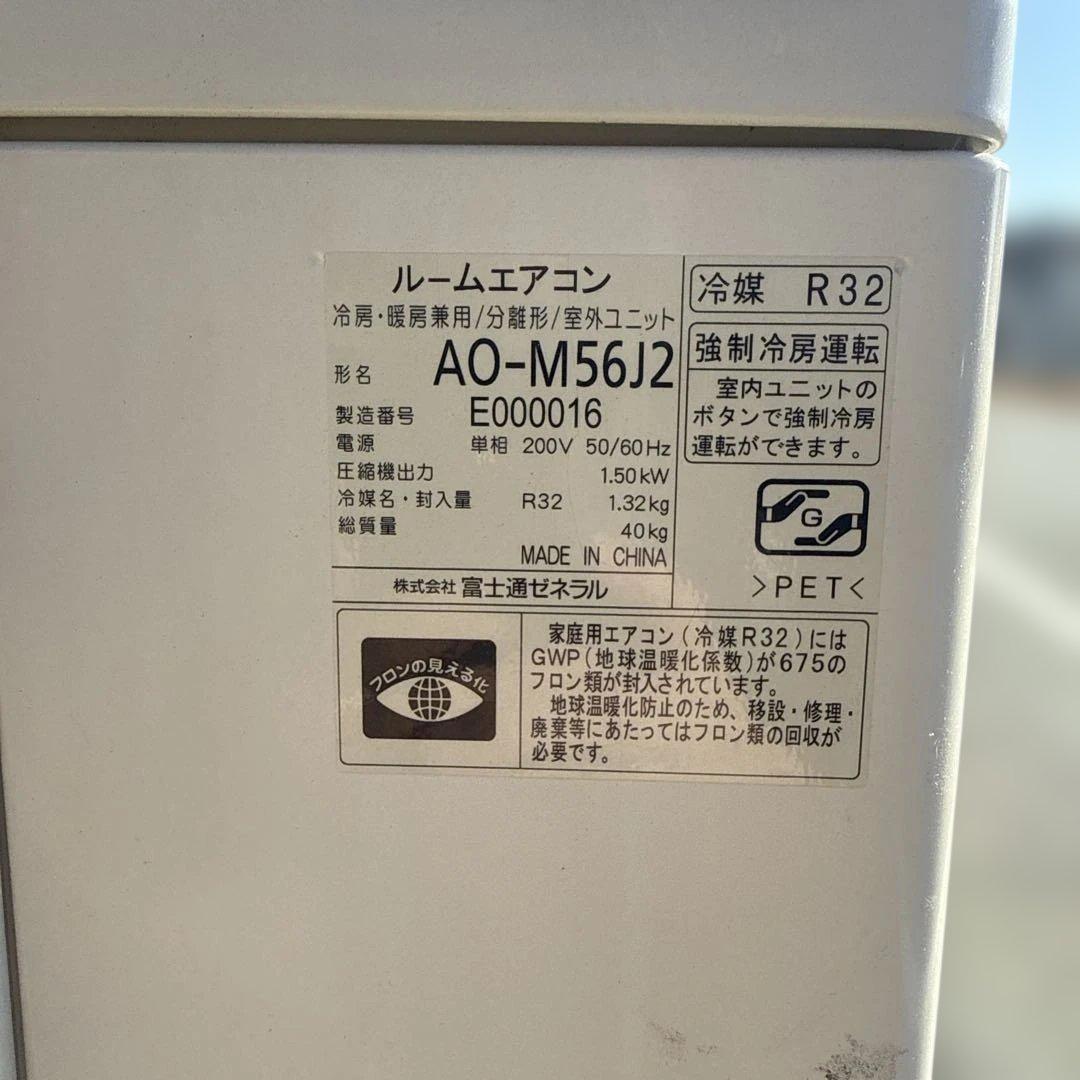 ルームエアコン
冷房・暖房兼用/分離形/室外ユニット
形名 AO-M56J2
製造番号 E000016
電源 単相 200V 50/60Hz
圧縮機出力 1.50kW
冷媒名・封入量 R32 1.32kg
総質量 40kg
MADE IN CHINA
株式会社 富士通ゼネラル
冷媒 R32
強制冷房運転
室内ユニットの
ボタンで強制冷房
運転ができます。
G
>PET<
フロンの見える化
家庭用エアコン(冷媒R32)には
GWP(地球温暖化係数)が675の
フロン類が封入されています。
地球温暖化防止のため、移設・修理・
廃棄等にあたってはフロン類の回収が
必要です。